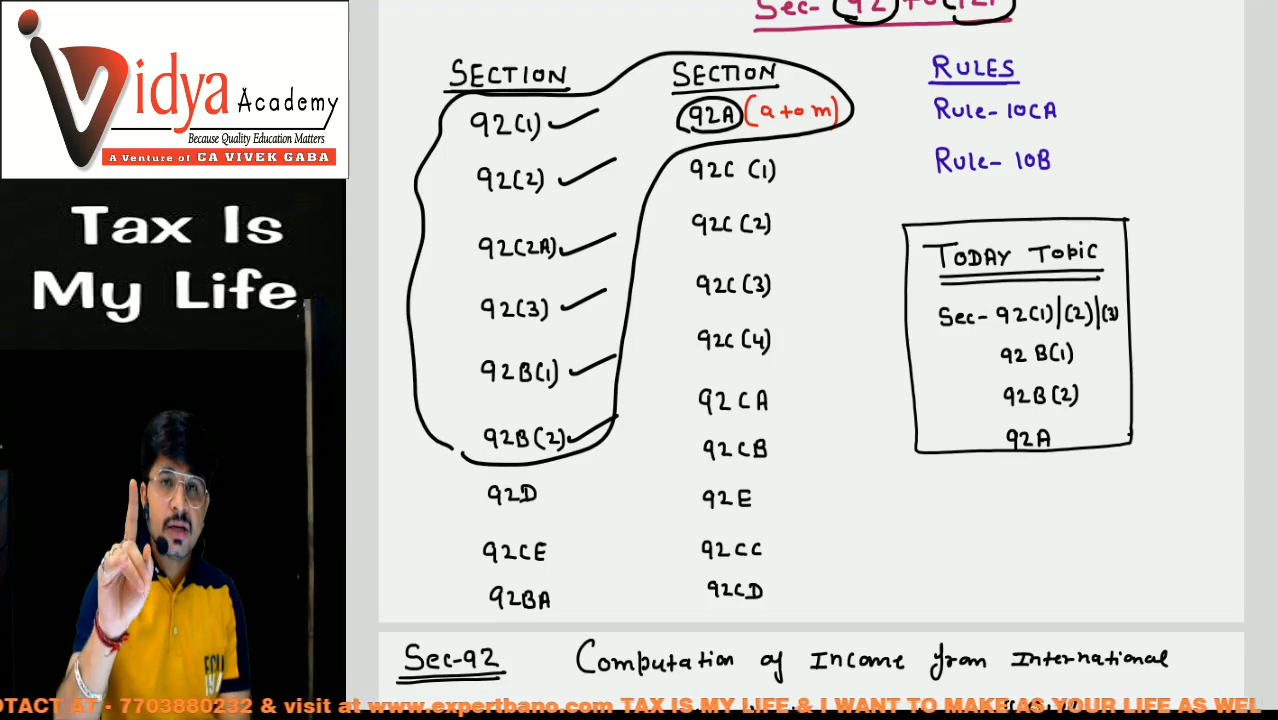 Vidya
Academy
Because Quality Education Matters
A Venture of CA VIVEK GABA
Tax Is
My Life
Sec- 92 to
SECTION
92(1)
92(2)
92(2A)
92(3)
92B(1)
92B(2)
92D
92CE
92BA
SECTION
92A (a to m)
92C (1)
92C (2)
92C (3)
92C (4)
92CA
92CB
92E
92CC
92CD
RULES
Rule-10CA
Rule-10B
TODAY TOPIC
Sec-92(1)|(2)|(3)
92B(1)
92B(2)
92A
Sec-92 Computation of Income from International
CONTACT AT - 7703880232 & visit at www.expertbano.com TAX IS MY LIFE & I WANT TO MAKE AS YOUR LIFE AS WEL